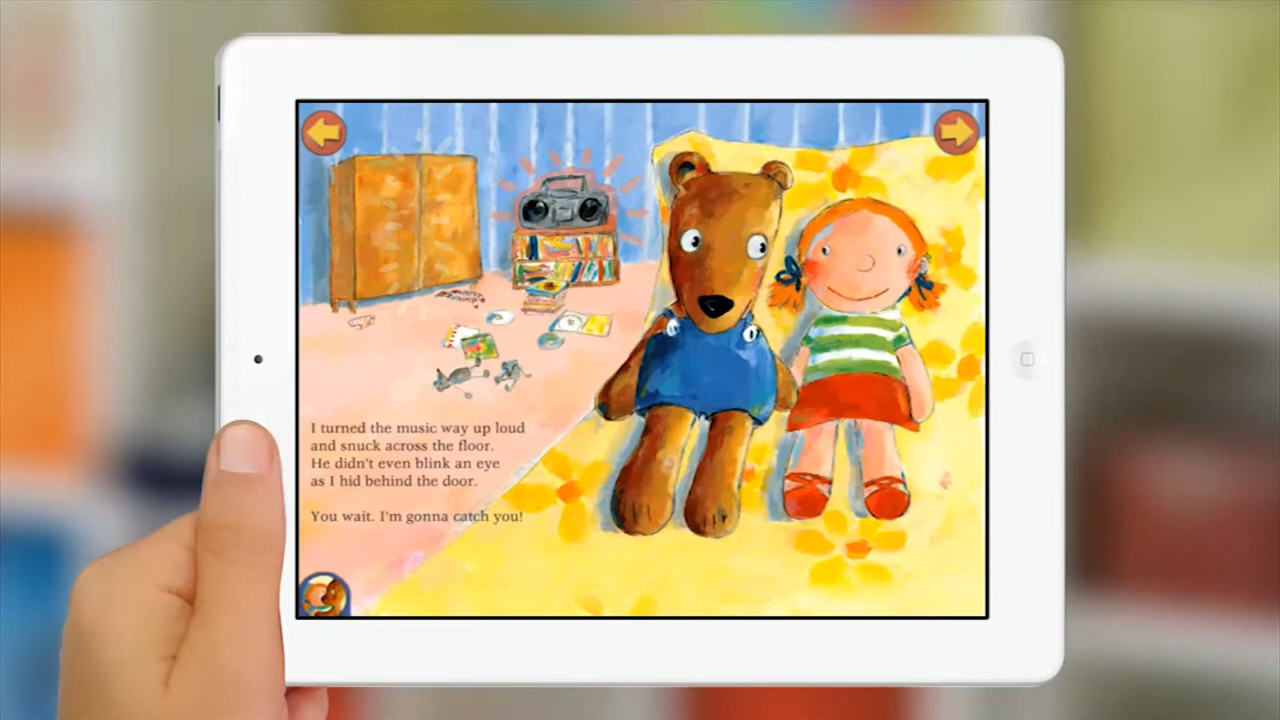 I turned the music way up loud
and snuck across the floor.
He didn't even blink an eye
as I hid behind the door.
You wait. I'm gonna catch you!